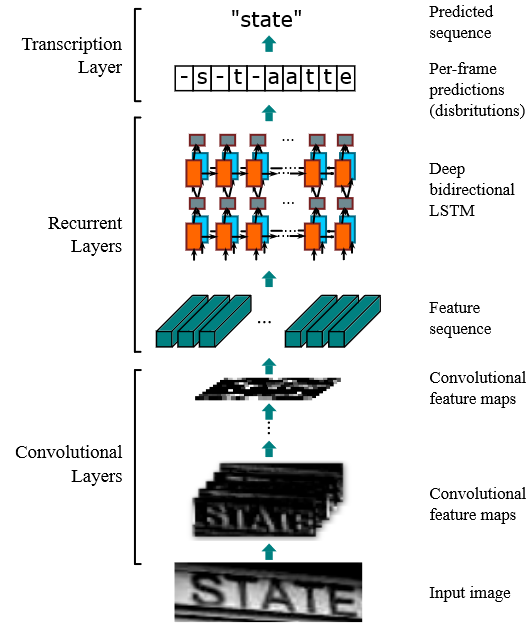 "state"
Predicted
sequence
Transcription
Layer
-s-t-aatte
Per-frame
predictions
(disbritutions)
Recurrent
Layers
...
...
...
...
Deep
bidirectional
LSTM
...
Feature
sequence
Convolutional
Layers
Convolutional
feature maps
...
STATE
Convolutional
feature maps
STATE
Input image